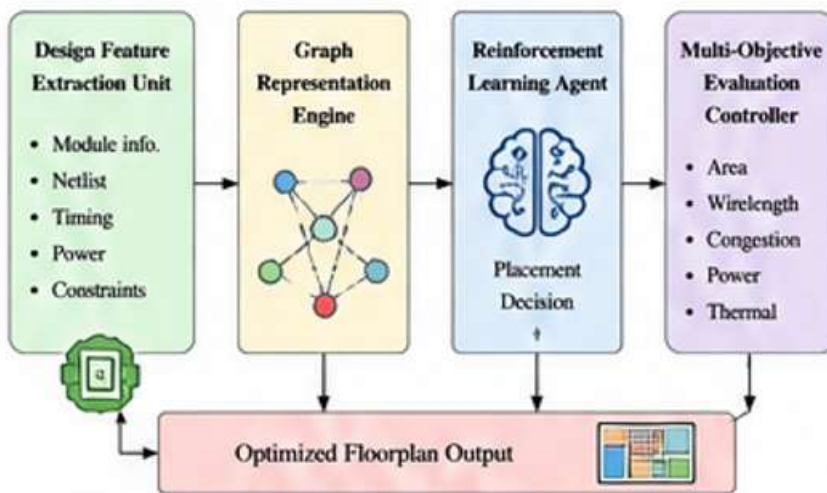 Design Feature
Extraction Unit
• Module info.
• Netlist
• Timing
• Power
• Constraints
Graph
Representation
Engine
Reinforcement
Learning Agent
Placement
Decision
Multi-Objective
Evaluation
Controller
• Area
• Wirelength
• Congestion
• Power
• Thermal
Optimized Floorplan Output